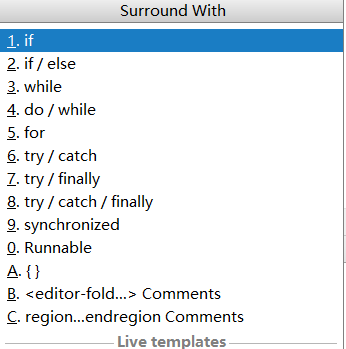 Surround With
1. if
2. if / else
3. while
4. do / while
5. for
6. try / catch
7. try / finally
8. try / catch / finally
9. synchronized
0. Runnable
A. { }
B. <editor-fold...> Comments
C. region...endregion Comments
Live templates